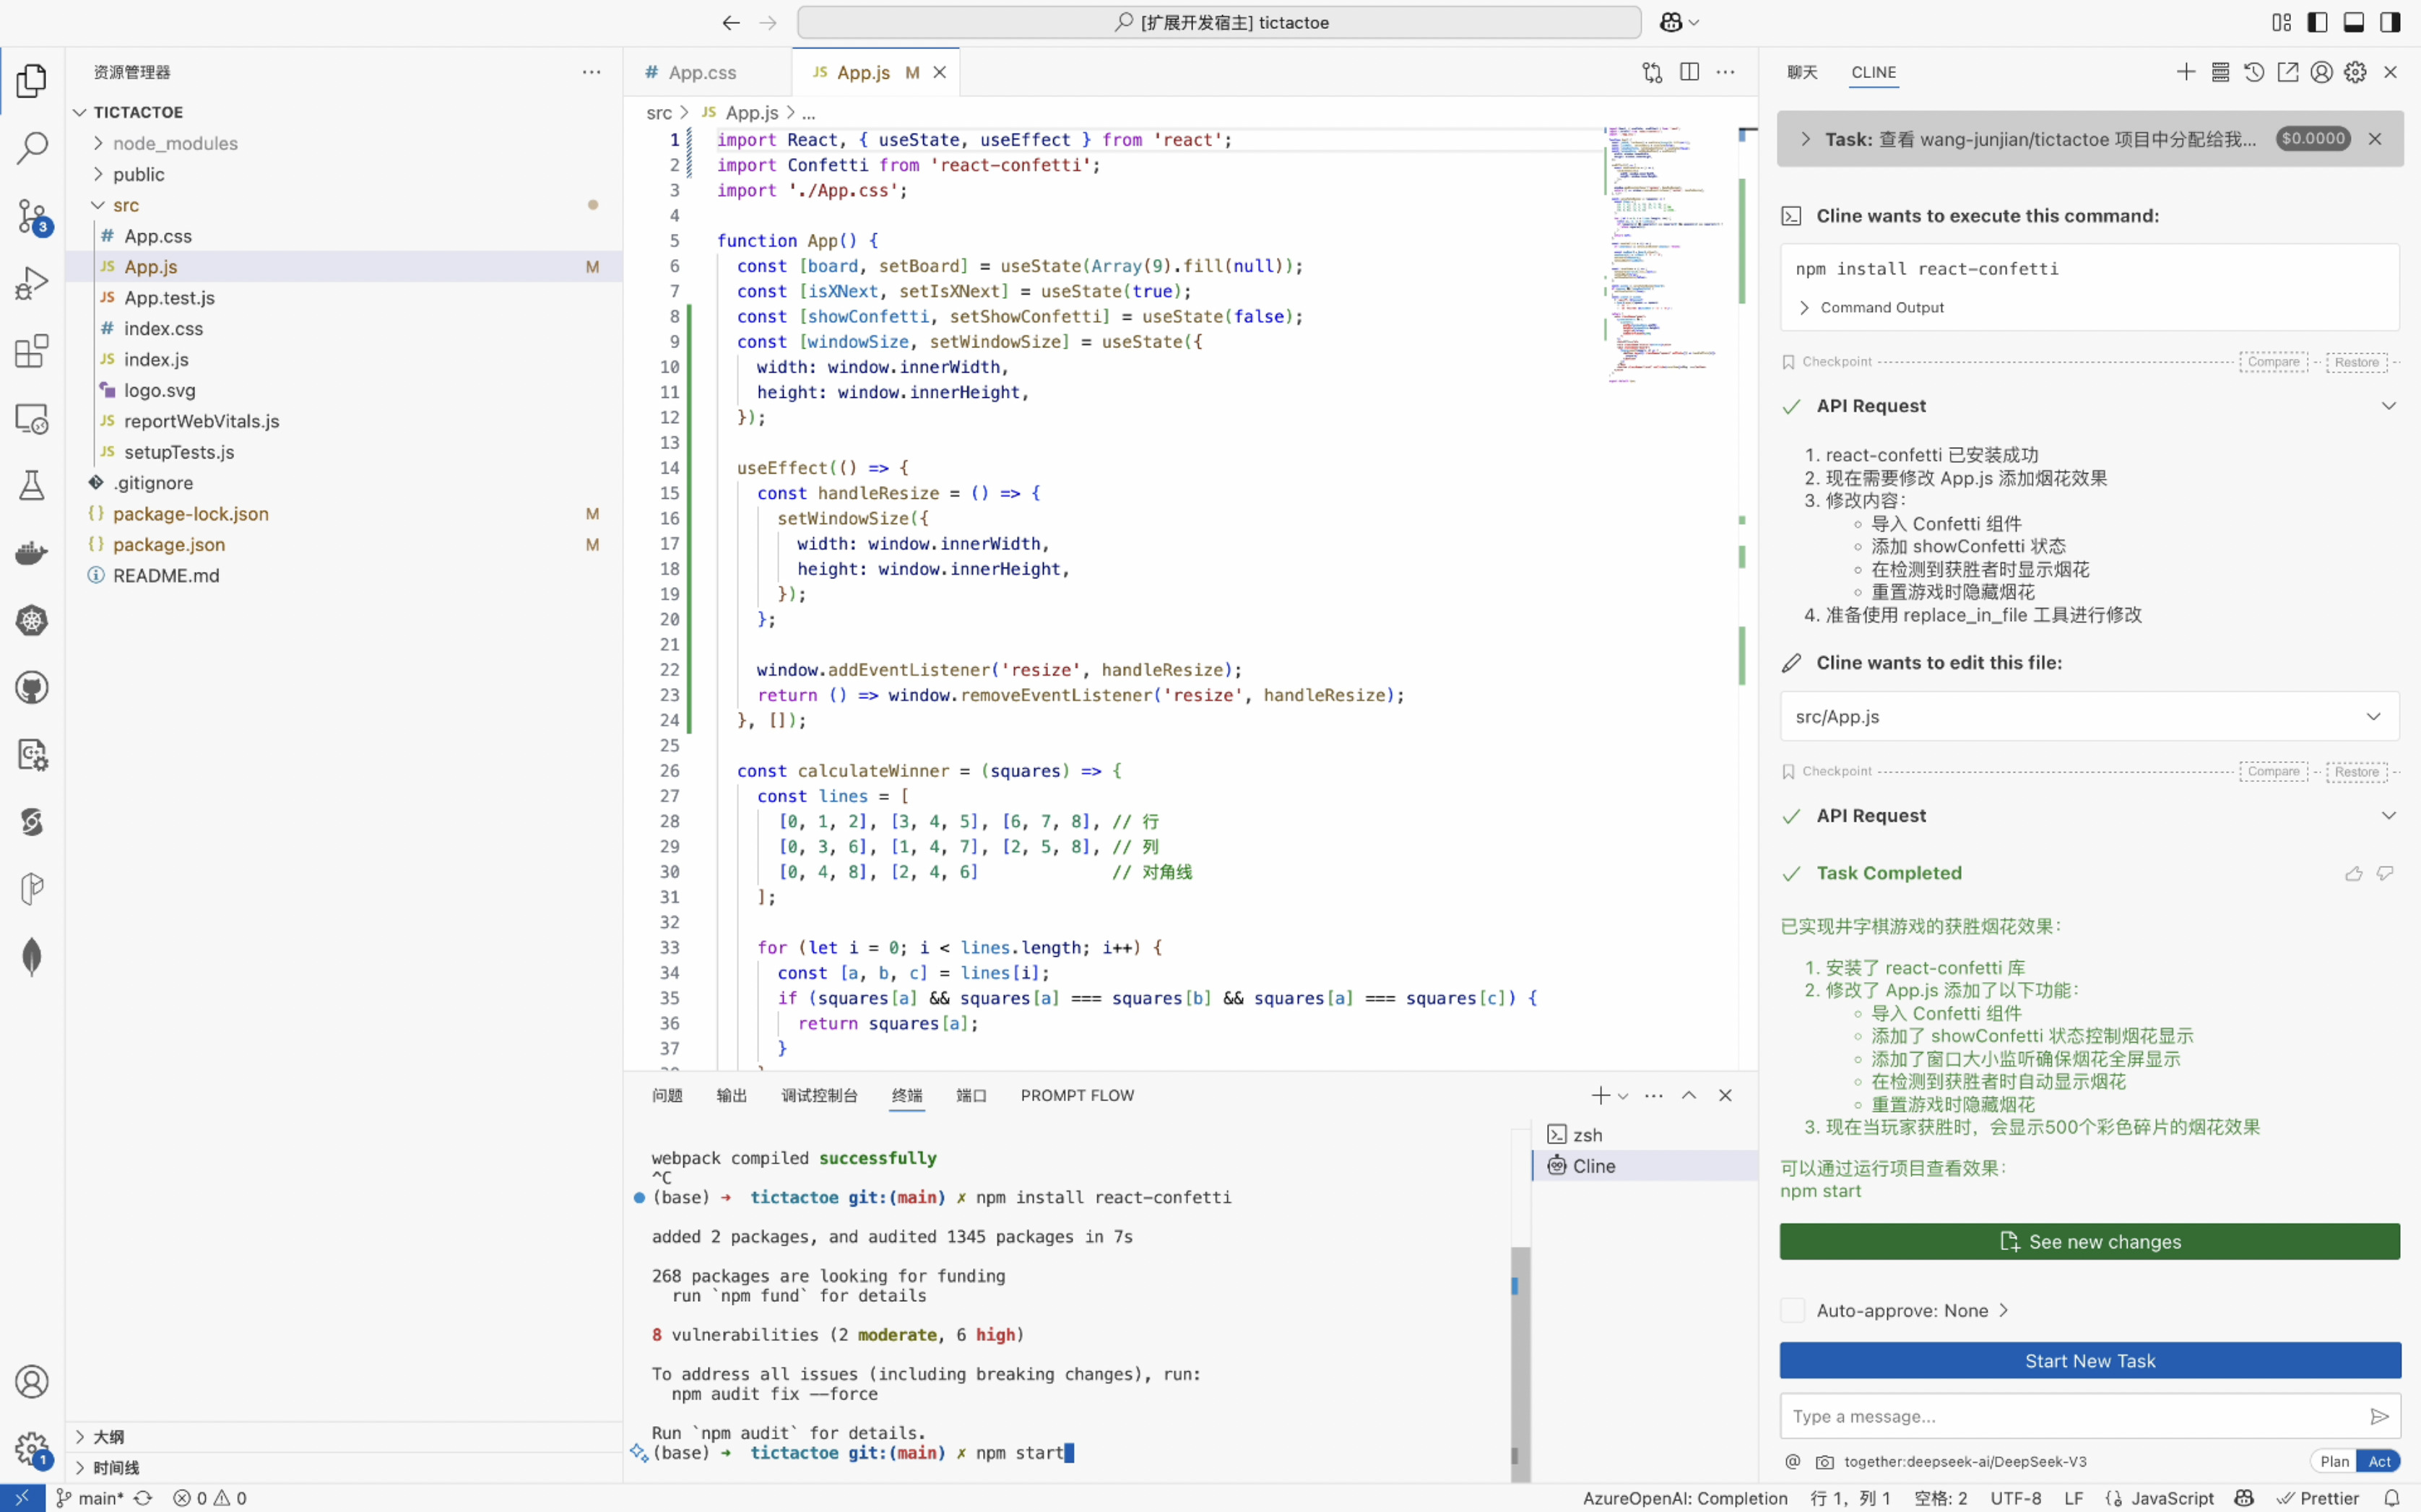 [扩展开发宿主] tictactoe
资源管理器
TICTACTOE
node_modules
public
src
App.css
App.js M
App.test.js
index.css
index.js
logo.svg
reportWebVitals.js
setupTests.js
.gitignore
package-lock.json M
package.json M
README.md
大纲
时间线
3
1
App.css
JS App.js M
src > JS App.js > ...
1 import React, { useState, useEffect } from 'react';
2 import Confetti from 'react-confetti';
3 import './App.css';
4
5 function App() {
6 const [board, setBoard] = useState(Array(9).fill(null));
7 const [isXNext, setIsXNext] = useState(true);
8 const [showConfetti, setShowConfetti] = useState(false);
9 const [windowSize, setWindowSize] = useState({
10 width: window.innerWidth,
11 height: window.innerHeight,
12 });
13
14 useEffect(() => {
15 const handleResize = () => {
16 setWindowSize({
17 width: window.innerWidth,
18 height: window.innerHeight,
19 });
20 };
21
22 window.addEventListener('resize', handleResize);
23 return () => window.removeEventListener('resize', handleResize);
24 }, []);
25
26 const calculateWinner = (squares) => {
27 const lines = [
28 [0, 1, 2], [3, 4, 5], [6, 7, 8], // 行
29 [0, 3, 6], [1, 4, 7], [2, 5, 8], // 列
30 [0, 4, 8], [2, 4, 6] // 对角线
31 ];
32
33 for (let i = 0; i < lines.length; i++) {
34 const [a, b, c] = lines[i];
35 if (squares[a] && squares[a] === squares[b] && squares[a] === squares[c]) {
36 return squares[a];
37 }
问题 输出 调试控制台 终端 端口 PROMPT FLOW
webpack compiled successfully
^C
(base) ➜ tictactoe git:(main) ✗ npm install react-confetti
added 2 packages, and audited 1345 packages in 7s
268 packages are looking for funding
run `npm fund` for details
8 vulnerabilities (2 moderate, 6 high)
To address all issues (including breaking changes), run:
npm audit fix --force
Run `npm audit` for details.
(base) ➜ tictactoe git:(main) ✗ npm start
zsh
Cline
聊天 CLINE
Task: 查看 wang-junjian/tictactoe 项目中分配给我... $0.0000
Cline wants to execute this command:
npm install react-confetti
Command Output
Checkpoint Compare Restore
API Request
1. react-confetti 已安装成功
2. 现在需要修改 App.js 添加烟花效果
3. 修改内容：
导入 Confetti 组件
添加 showConfetti 状态
在检测到获胜者时显示烟花
重置游戏时隐藏烟花
4. 准备使用 replace_in_file 工具进行修改
Cline wants to edit this file:
src/App.js
Checkpoint Compare Restore
API Request
Task Completed
已实现井字棋游戏的获胜烟花效果：
1. 安装了 react-confetti 库
2. 修改了 App.js 添加了以下功能：
导入 Confetti 组件
添加了 showConfetti 状态控制烟花显示
添加了窗口大小监听确保烟花全屏显示
在检测到获胜者时自动显示烟花
重置游戏时隐藏烟花
3. 现在当玩家获胜时，会显示500个彩色碎片的烟花效果
可以通过运行项目查看效果：
npm start
See new changes
Auto-approve: None
Start New Task
Type a message...
@ together:deepseek-ai/DeepSeek-V3 Plan Act
main* 0 0 AzureOpenAI: Completion 行 1，列 1 空格: 2 UTF-8 LF {} JavaScript Prettier